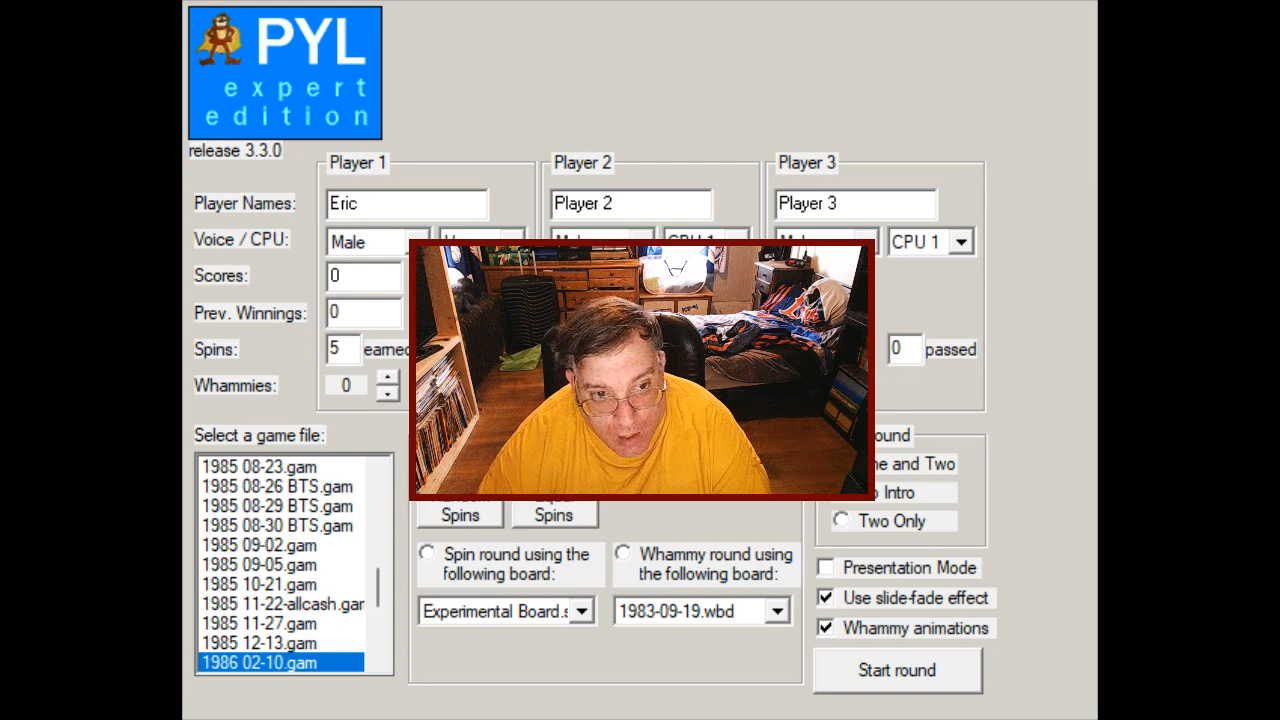 PYL
expert
edition
release 3.3.0
Player 1
Player 2
Player 3
Player Names:
Eric
Player 2
Player 3
Voice / CPU:
Male
CPU 1
Scores:
0
Prev. Winnings:
0
Spins:
5 earned
0 passed
Whammies:
0
Select a game file:
1985 08-23.gam
1985 08-26 BTS.gam
1985 08-29 BTS.gam
1985 08-30 BTS.gam
1985 09-02.gam
1985 09-05.gam
1985 10-21.gam
1985 11-22-allcash.gam
1985 11-27.gam
1985 12-13.gam
1986 02-10.gam
Spins
Spins
Spin round using the
following board:
Whammy round using
the following board:
Experimental Board.s
1983-09-19.wbd
and Two
Intro
Two Only
Presentation Mode
Use slide-fade effect
Whammy animations
Start round